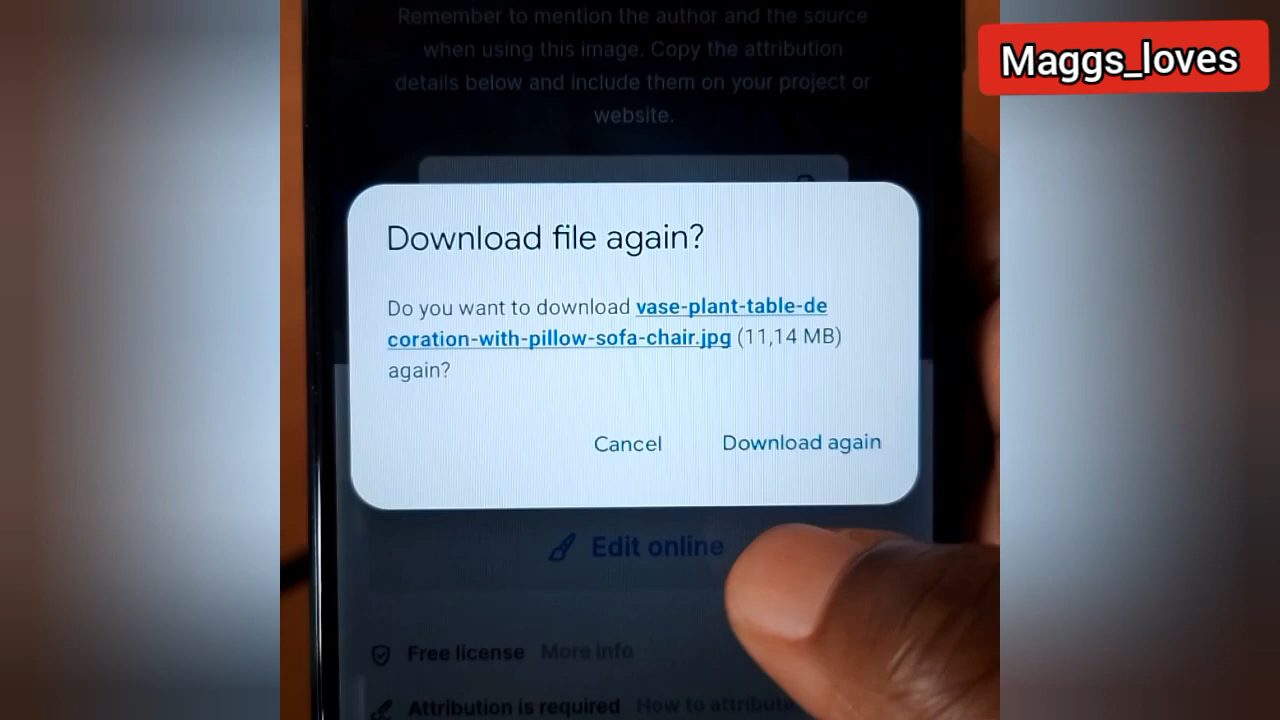 Remember to mention the author and the source
when using this image. Copy the attribution
details below and include them on your project or
website.
Maggs_loves
Download file again?
Do you want to download vase-plant-table-de
coration-with-pillow-sofa-chair.jpg (11,14 MB)
again?
Cancel Download again
Edit online
Free license More info
Attribution is required How to attribute